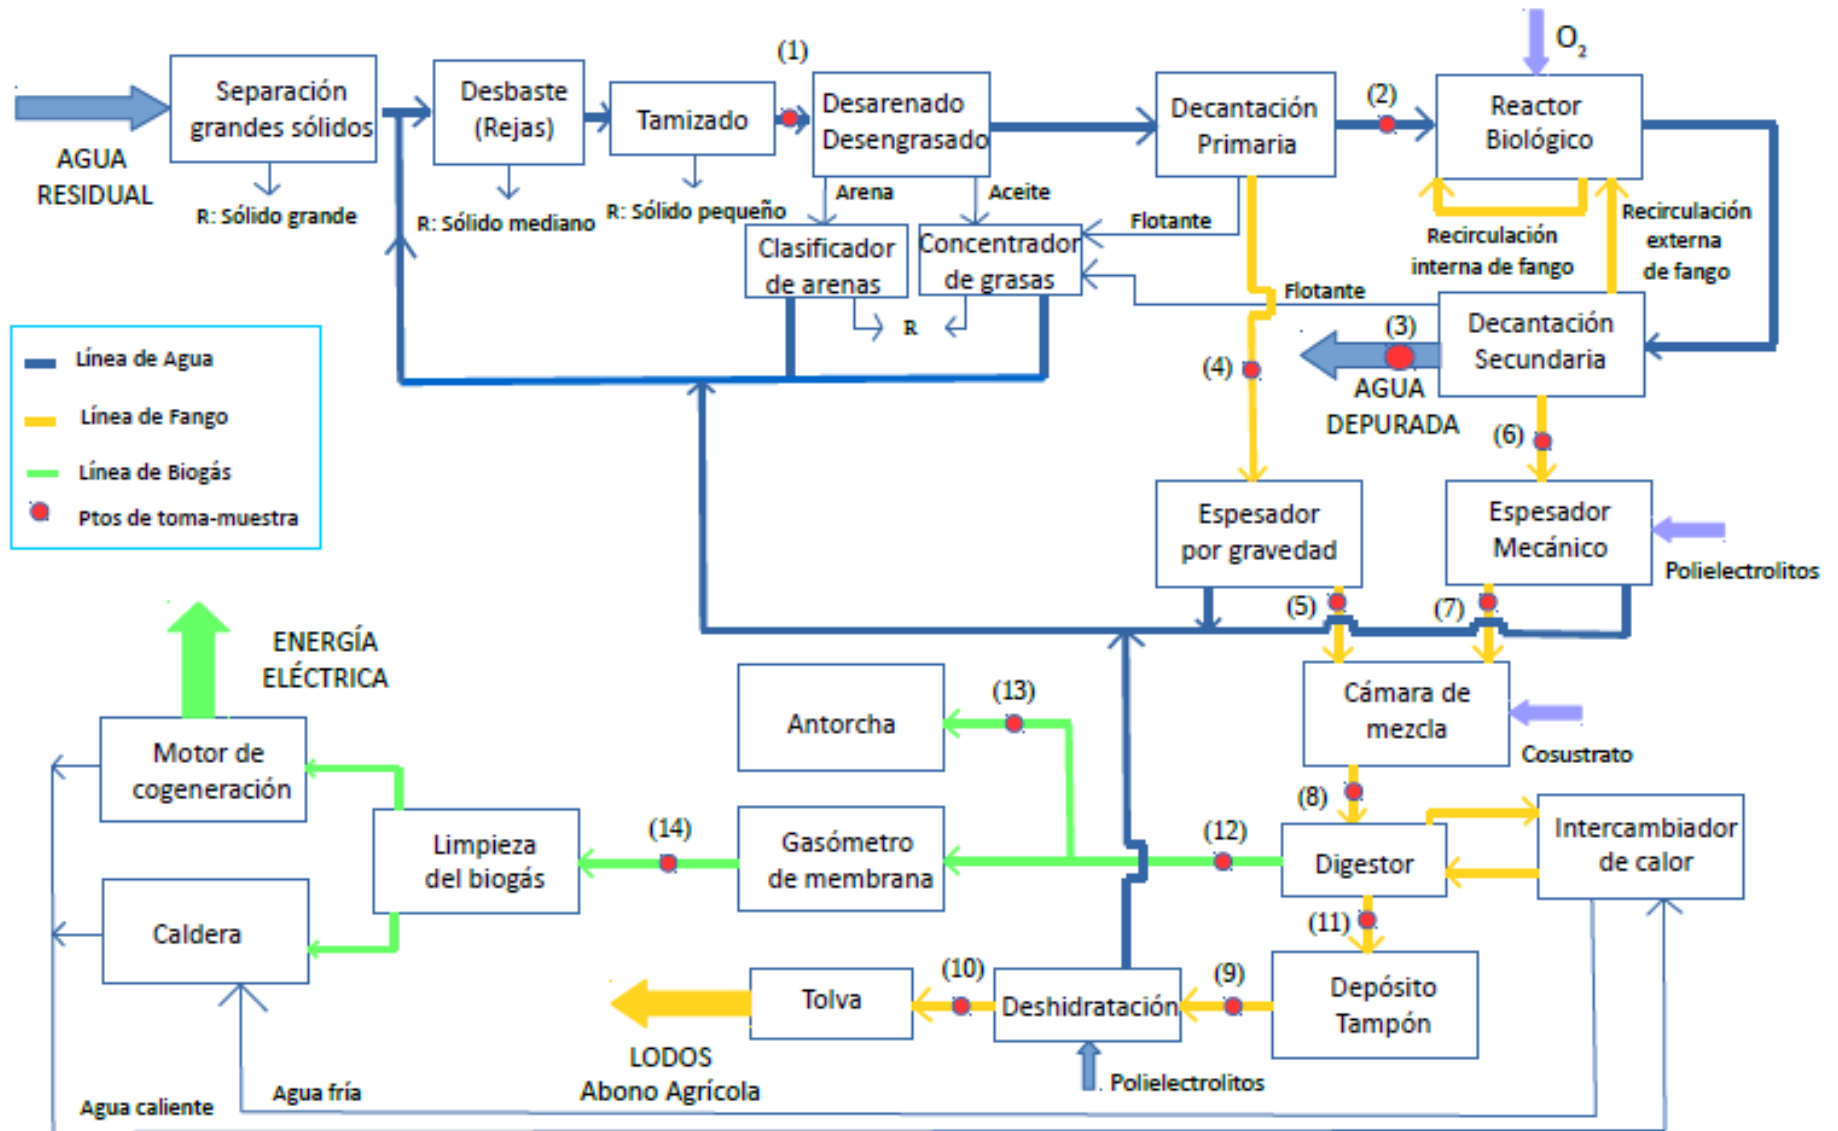 (1)
O2
Separación
grandes sólidos
Desbaste
(Rejas)
Tamizado
Desarenado
Desengrasado
Decantación
Primaria
(2)
Reactor
Biológico
AGUA
RESIDUAL
R: Sólido grande
R: Sólido mediano
R: Sólido pequeño
Arena
Aceite
Flotante
Recirculación
interna de fango
Recirculación
externa
de fango
Clasificador
de arenas
Concentrador
de grasas
R
Flotante
(3)
Decantación
Secundaria
AGUA
DEPURADA
Línea de Agua
Línea de Fango
Línea de Biogás
Ptos de toma-muestra
(4)
(6)
Espesador
por gravedad
Espesador
Mecánico
Polielectrolitos
(5)
(7)
ENERGÍA
ELÉCTRICA
Antorcha
(13)
Cámara de
mezcla
Cosustrato
Motor de
cogeneración
(8)
Limpieza
del biogás
(14)
Gasómetro
de membrana
(12)
Digestor
Intercambiador
de calor
Caldera
(11)
Tolva
(10)
Deshidratación
(9)
Depósito
Tampón
LODOS
Abono Agrícola
Polielectrolitos
Agua fría
Agua caliente